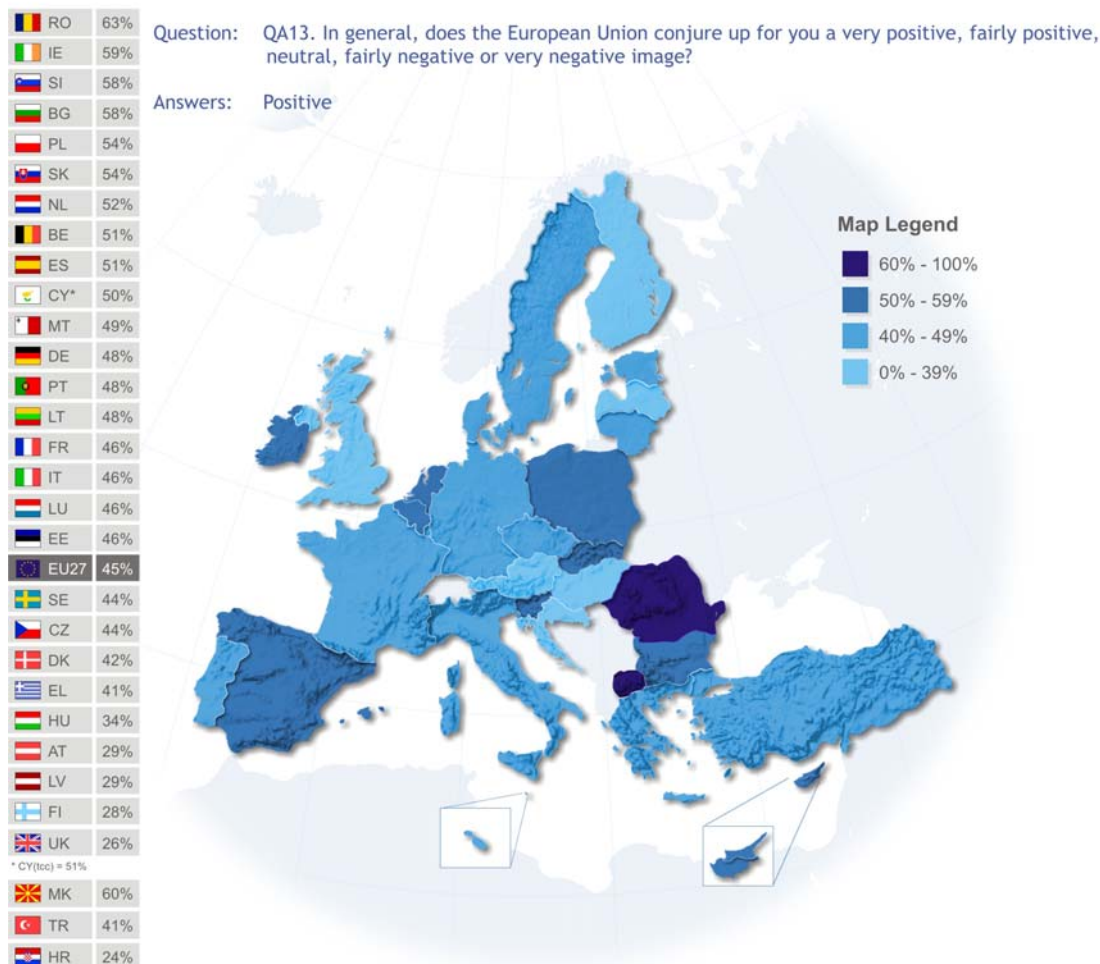 Question: QA13. In general, does the European Union conjure up for you a very positive, fairly positive,
neutral, fairly negative or very negative image?
Answers: Positive
RO 63%
IE 59%
SI 58%
BG 58%
PL 54%
SK 54%
NL 52%
BE 51%
ES 51%
CY* 50%
MT 49%
DE 48%
PT 48%
LT 48%
FR 46%
IT 46%
LU 46%
EE 46%
EU27 45%
SE 44%
CZ 44%
DK 42%
EL 41%
HU 34%
AT 29%
LV 29%
FI 28%
UK 26%
* CY(tcc) = 51%
MK 60%
TR 41%
HR 24%
Map Legend
60% - 100%
50% - 59%
40% - 49%
0% - 39%